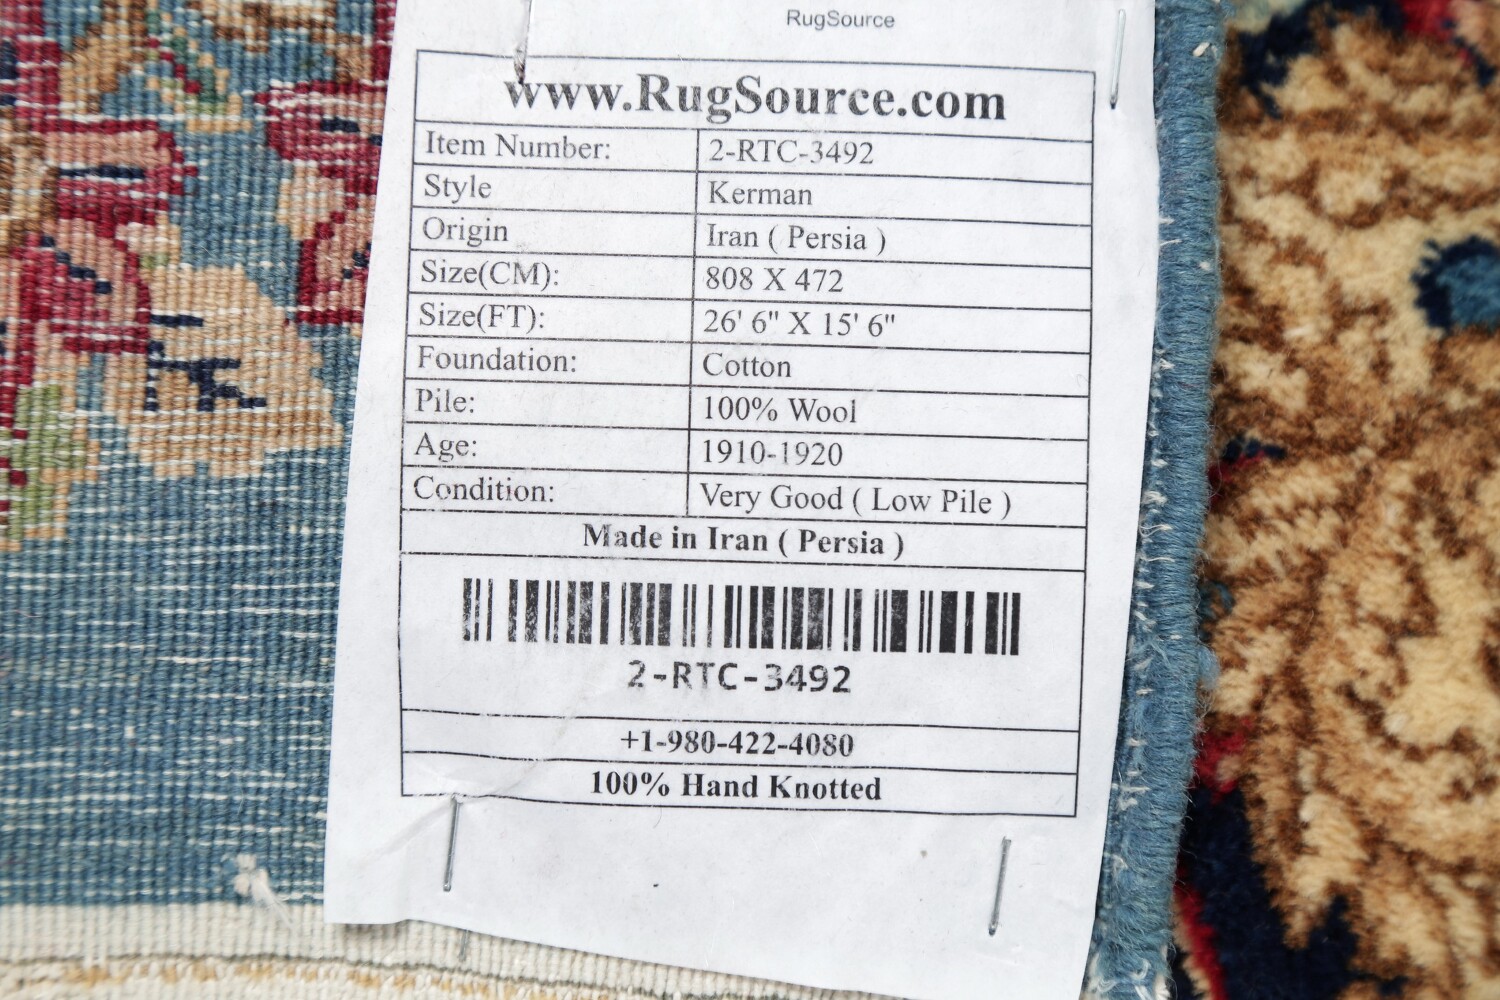 RugSource
www.RugSource.com
Item Number: 2-RTC-3492
Style Kerman
Origin Iran ( Persia )
Size(CM): 808 X 472
Size(FT): 26' 6" X 15' 6"
Foundation: Cotton
Pile: 100% Wool
Age: 1910-1920
Condition: Very Good ( Low Pile )
Made in Iran ( Persia )
2-RTC-3492
+1-980-422-4080
100% Hand Knotted